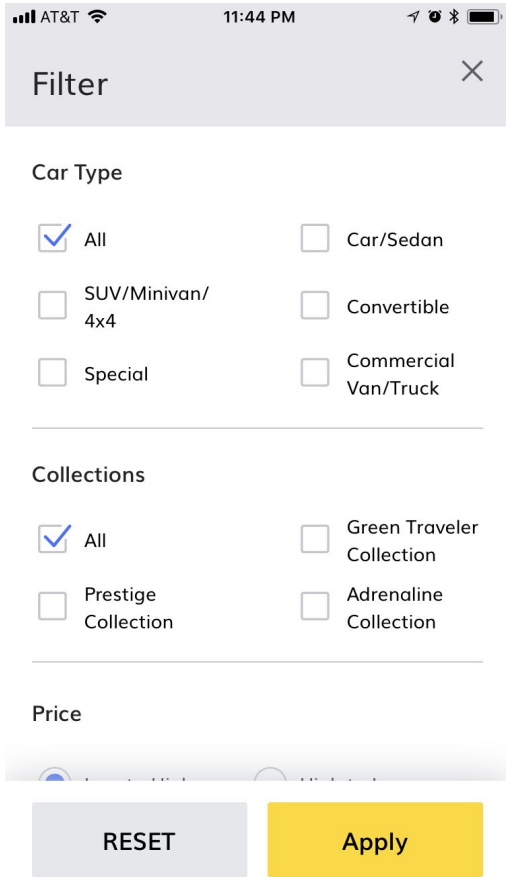 AT&T 11:44 PM
Filter
Car Type
All
Car/Sedan
SUV/Minivan/
4x4
Convertible
Special
Commercial
Van/Truck
Collections
All
Green Traveler
Collection
Prestige
Collection
Adrenaline
Collection
Price
RESET
Apply